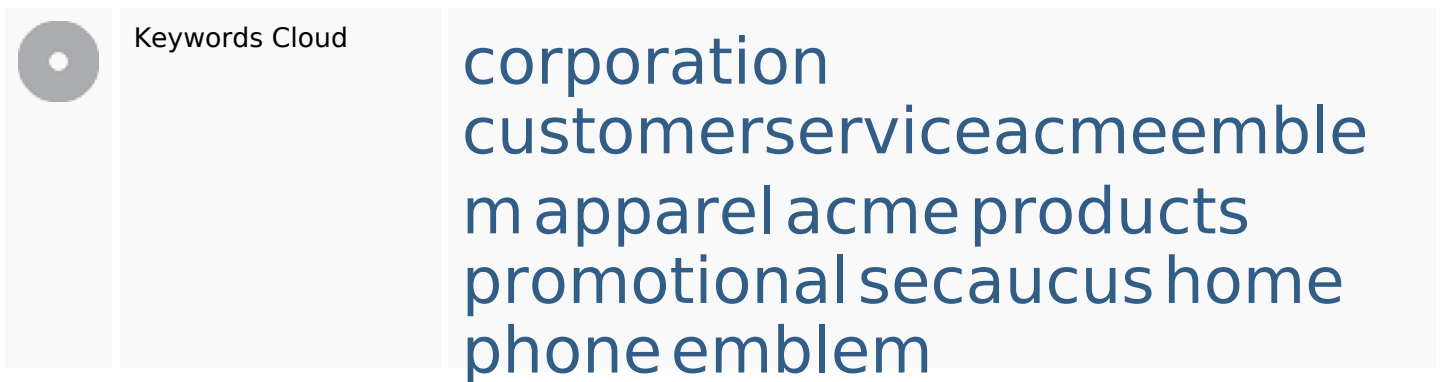 Keywords Cloud
corporation
customerserviceacmeemble
m apparel acme products
promotional secaucus home
phone emblem